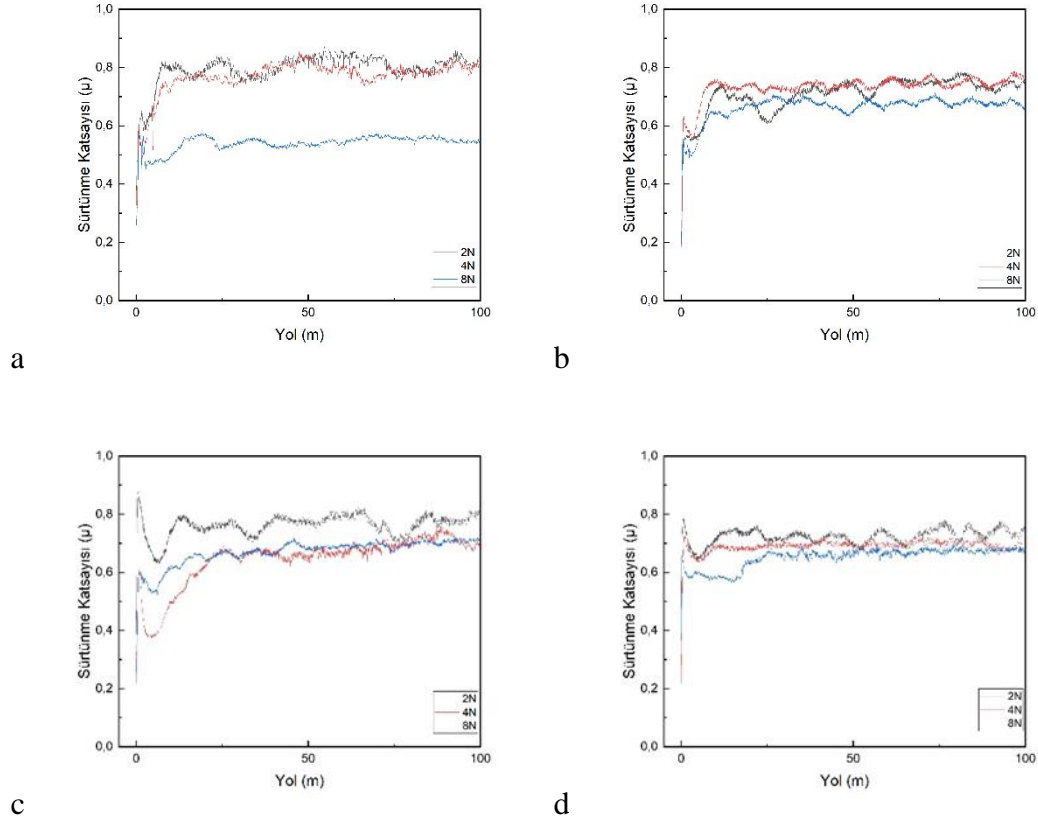 1,0
0,8
0,6
0,4
0,2
0,0
Sürtünme Katsayısı (μ)
2N
4N
8N
0
50
100
Yol (m)
a
1,0
0,8
0,6
0,4
0,2
0,0
Sürtünme Katsayısı (μ)
2N
4N
8N
0
50
100
Yol (m)
b
1,0
0,8
0,6
0,4
0,2
0,0
Sürtünme Katsayısı (μ)
2N
4N
8N
0
50
100
Yol (m)
c
1,0
0,8
0,6
0,4
0,2
0,0
Sürtünme Katsayısı (μ)
2N
4N
8N
0
50
100
Yol (m)
d